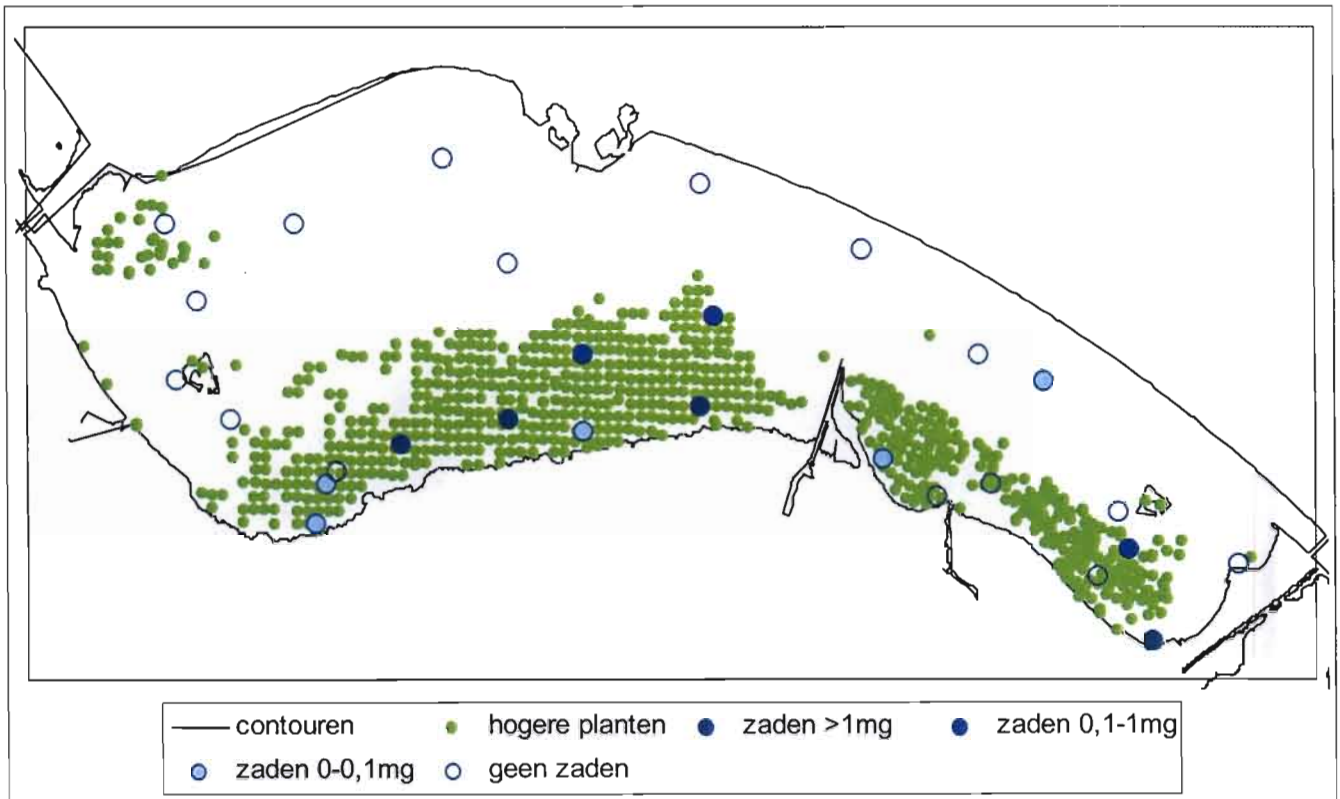 contouren hogere planten zaden >1mg zaden 0,1-1mg
zaden 0-0,1mg geen zaden